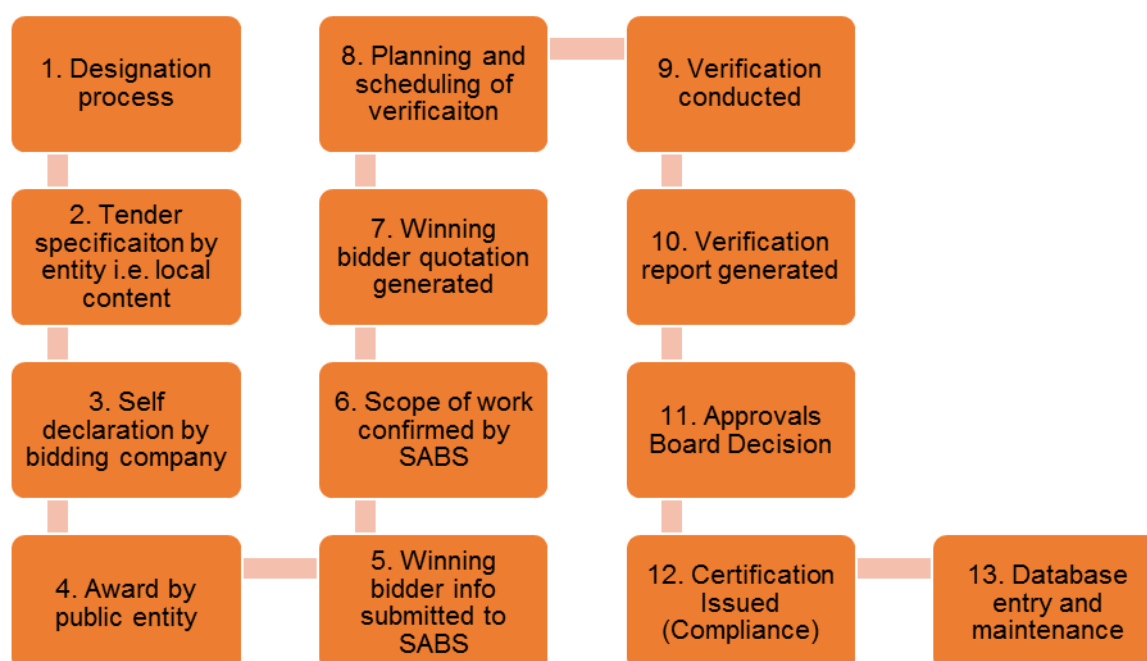 1. Designation
process
2. Tender
specificaiton by
entity i.e. local
content
3. Self
declaration by
bidding company
4. Award by
public entity
5. Winning
bidder info
submitted to
SABS
6. Scope of work
confirmed by
SABS
7. Winning
bidder quotation
generated
8. Planning and
scheduling of
verificaiton
9. Verification
conducted
10. Verification
report generated
11. Approvals
Board Decision
12. Certification
Issued
(Compliance)
13. Database
entry and
maintenance